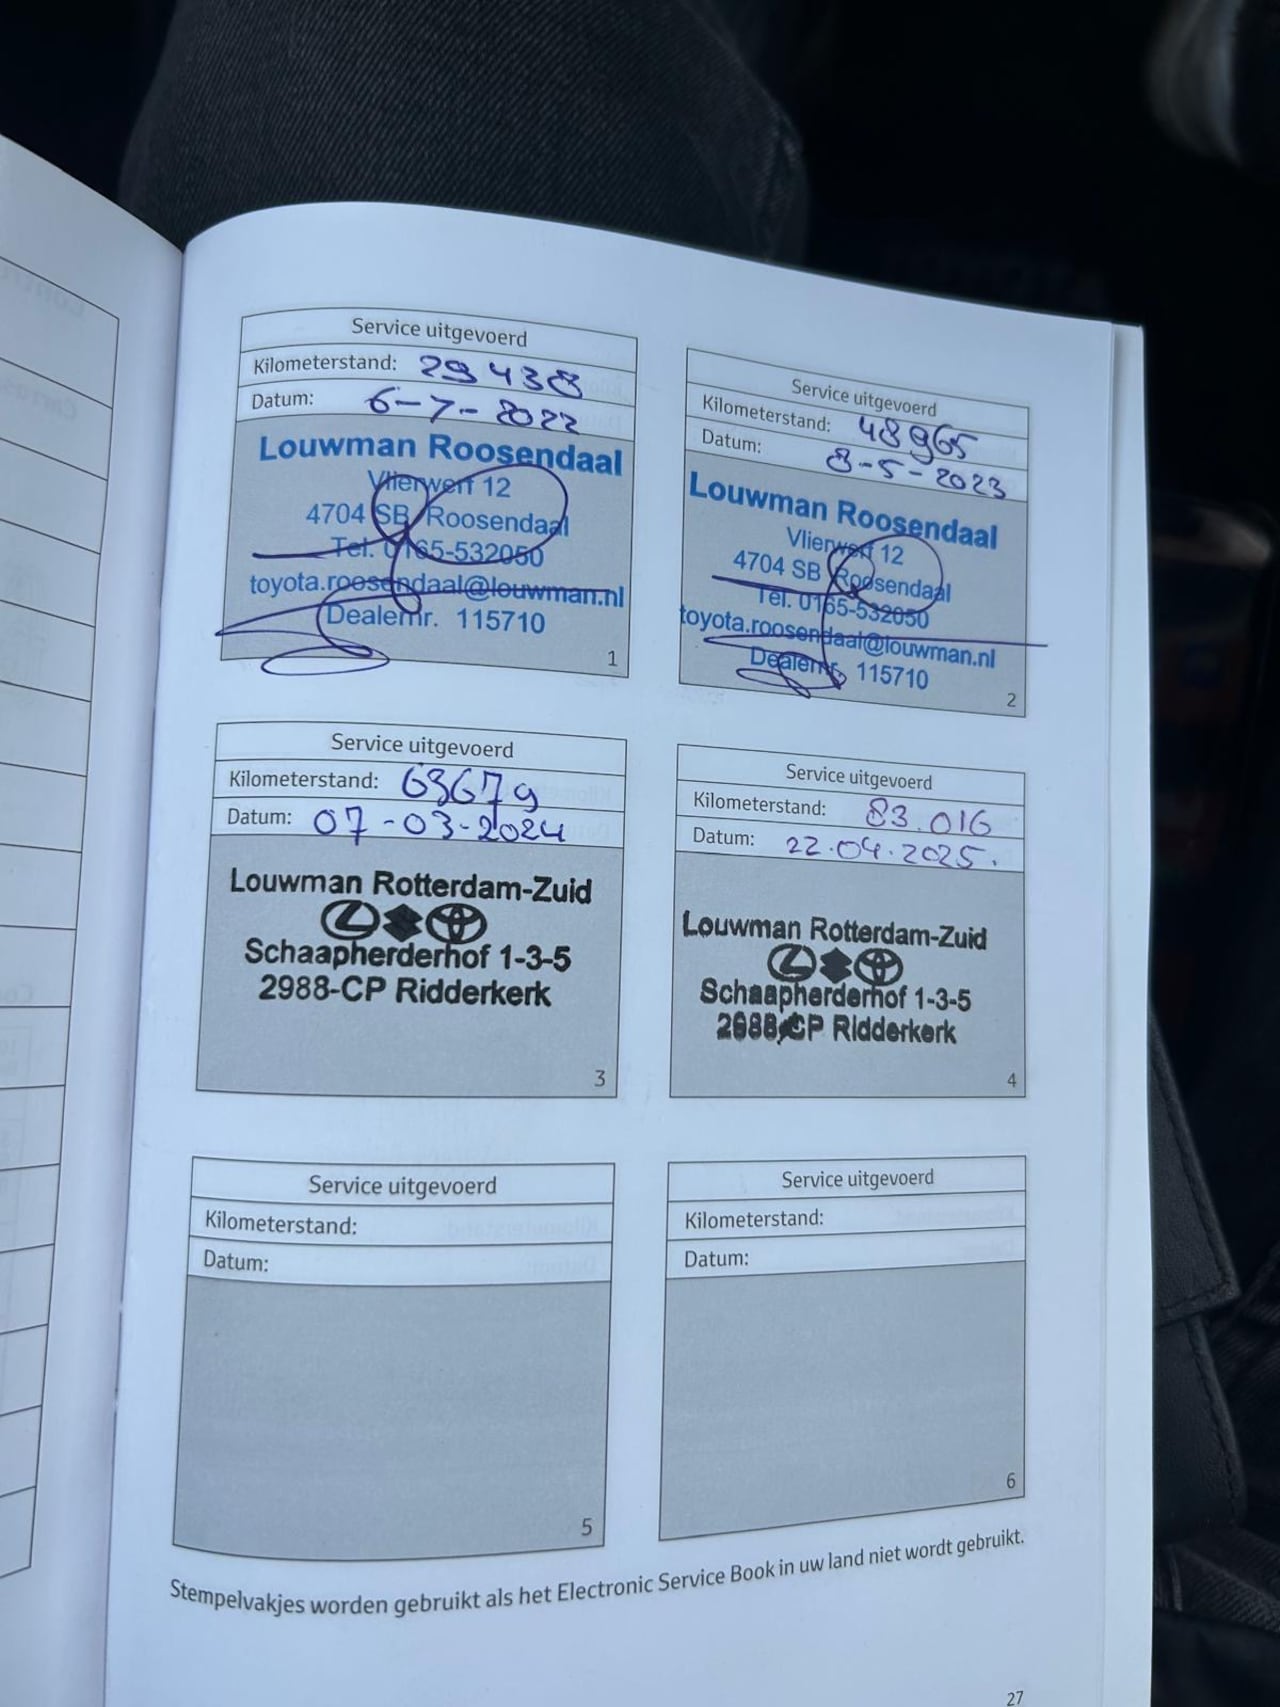 Service uitgevoerd
Kilometerstand: 29438
Datum: 6-7-2022
Louwman Roosendaal
Vlierwerf 12
4704 SB Roosendaal
Tel. 0165-532050
toyota.roosendaal@louwman.nl
Dealernr. 115710
1
Service uitgevoerd
Kilometerstand: 48965
Datum: 8-5-2023
Louwman Roosendaal
Vlierwerf 12
4704 SB Roosendaal
Tel. 0165-532050
toyota.roosendaal@louwman.nl
Dealernr. 115710
2
Service uitgevoerd
Kilometerstand: 63679
Datum: 07-03-2024
Louwman Rotterdam-Zuid
Schaapherderhof 1-3-5
2988-CP Ridderkerk
3
Service uitgevoerd
Kilometerstand: 83.016
Datum: 22.04.2025.
Louwman Rotterdam-Zuid
Schaapherderhof 1-3-5
2988-CP Ridderkerk
4
Service uitgevoerd
Kilometerstand:
Datum:
5
Service uitgevoerd
Kilometerstand:
Datum:
6
Stempelvakjes worden gebruikt als het Electronic Service Book in uw land niet wordt gebruikt.
27